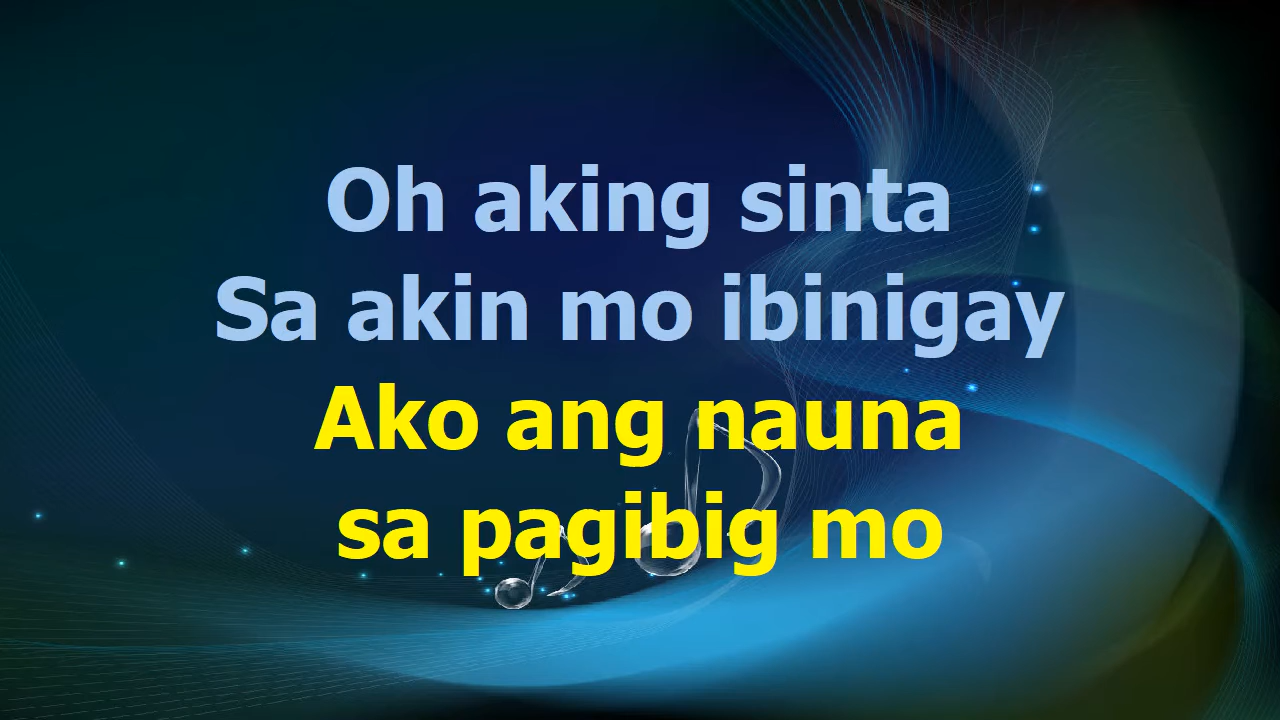 Oh aking sinta
Sa akin mo ibinigay
Ako ang nauna
sa pagibig mo